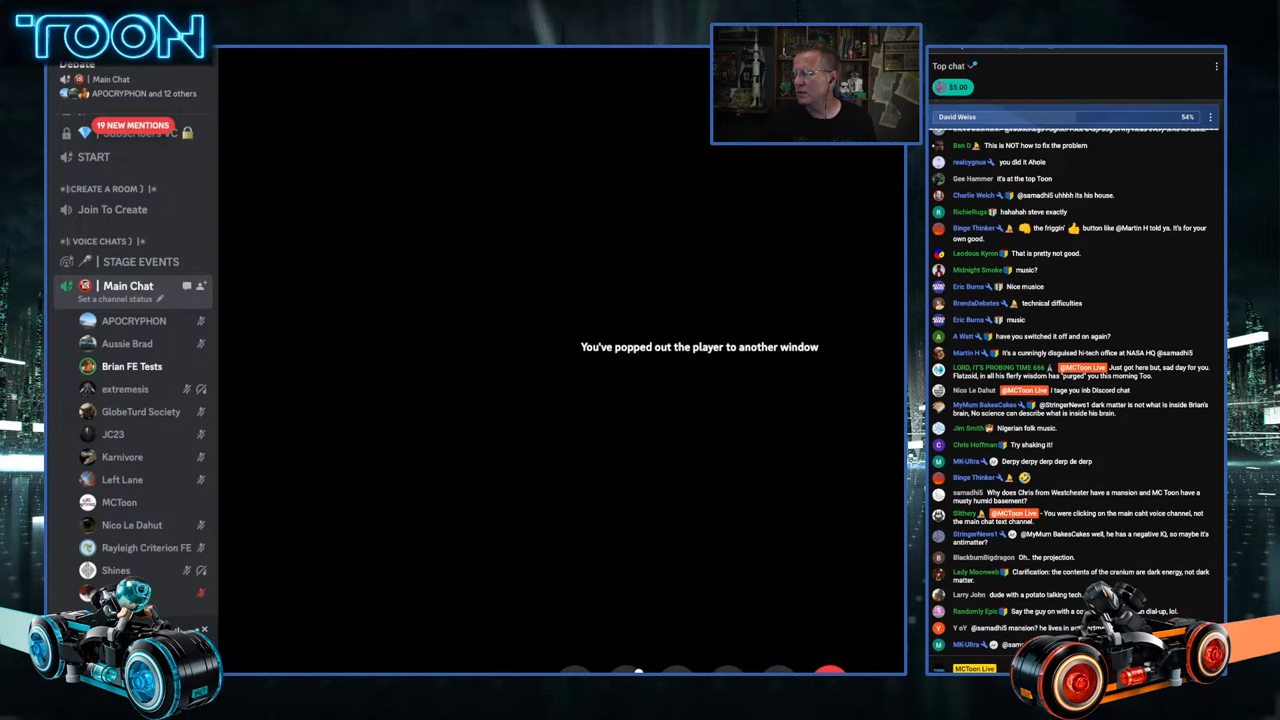 TOON
Debate
Main Chat
APOCRYPHON and 12 others
19 NEW MENTIONS
Subscribers VC
START
CREATE A ROOM
Join To Create
VOICE CHATS
STAGE EVENTS
Main Chat
Set a channel status
APOCRYPHON
Aussie Brad
Brian FE Tests
extremesis
GlobeTurd Society
JC23
Karnivore
Left Lane
MCToon
Nico Le Dahut
Rayleigh Criterion FE
Shines
You've popped out the player to another window
Top chat
$5.00
David Weiss 54%
Ben D This is NOT how to fix the problem
realcygnus you did it Ahole
Gee Hammer it's at the top Toon
Charlie Welch @samadhi5 uhhh its his house.
RichieRugs hahahah steve exactly
Binge Thinker the friggin' button like @Martin H told ya. It's for your
own good.
Leodous Kyron That is pretty not good.
Midnight Smoke music?
Eric Burns Nice musice
BrendaDebates technical difficulties
Eric Burns music
A Watt have you switched it off and on again?
Martin H It's a cunningly disguised hi-tech office at NASA HQ @samadhi5
LORD, IT'S PROBING TIME 666 @MCToon Live Just got here but, sad day for you.
Flatzoid, in all his flerfy wisdom has "purged" you this morning Too.
Nico Le Dahut @MCToon Live I tage you inb Discord chat
MyMum BakesCakes @StringerNews1 dark matter Is not what is inside Brian's
brain, No science can describe what is inside his brain.
Jim Smith Nigerian folk music.
Chris Hoffman Try shaking it!
MK-Ultra Derpy derpy derp derp de derp
Binge Thinker
samadhi5 Why does Chris from Westchester have a mansion and MC Toon have a
musty humid basement?
Slithery @MCToon Live - You were clicking on the main caht voice channel, not
the main chat text channel.
StringerNews1 @MyMum BakesCakes well, he has a negative IQ, so maybe it's
antimatter?
BlackburnBigdragon Oh.. the projection.
Lady Moonweb Clarification: the contents of the cranium are dark energy, not dark
matter.
Larry John dude with a potato talking tech.
Randomly Epic Say the guy on with a dial-up, lol.
Y oY @samadhi5 mansion? he lives in
MK-Ultra
MCToon Live